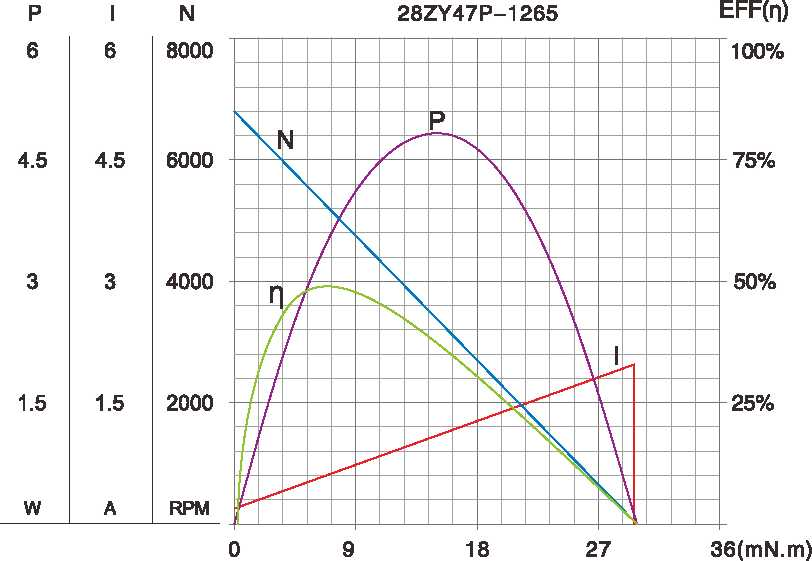 P I N 28ZY47P-1265 EFF(η)
6 6 8000 100%
P
N
4.5 4.5 6000 75%
3 3 4000 50%
η
I
1.5 1.5 2000 25%
W A RPM
0 9 18 27 36(mN.m)